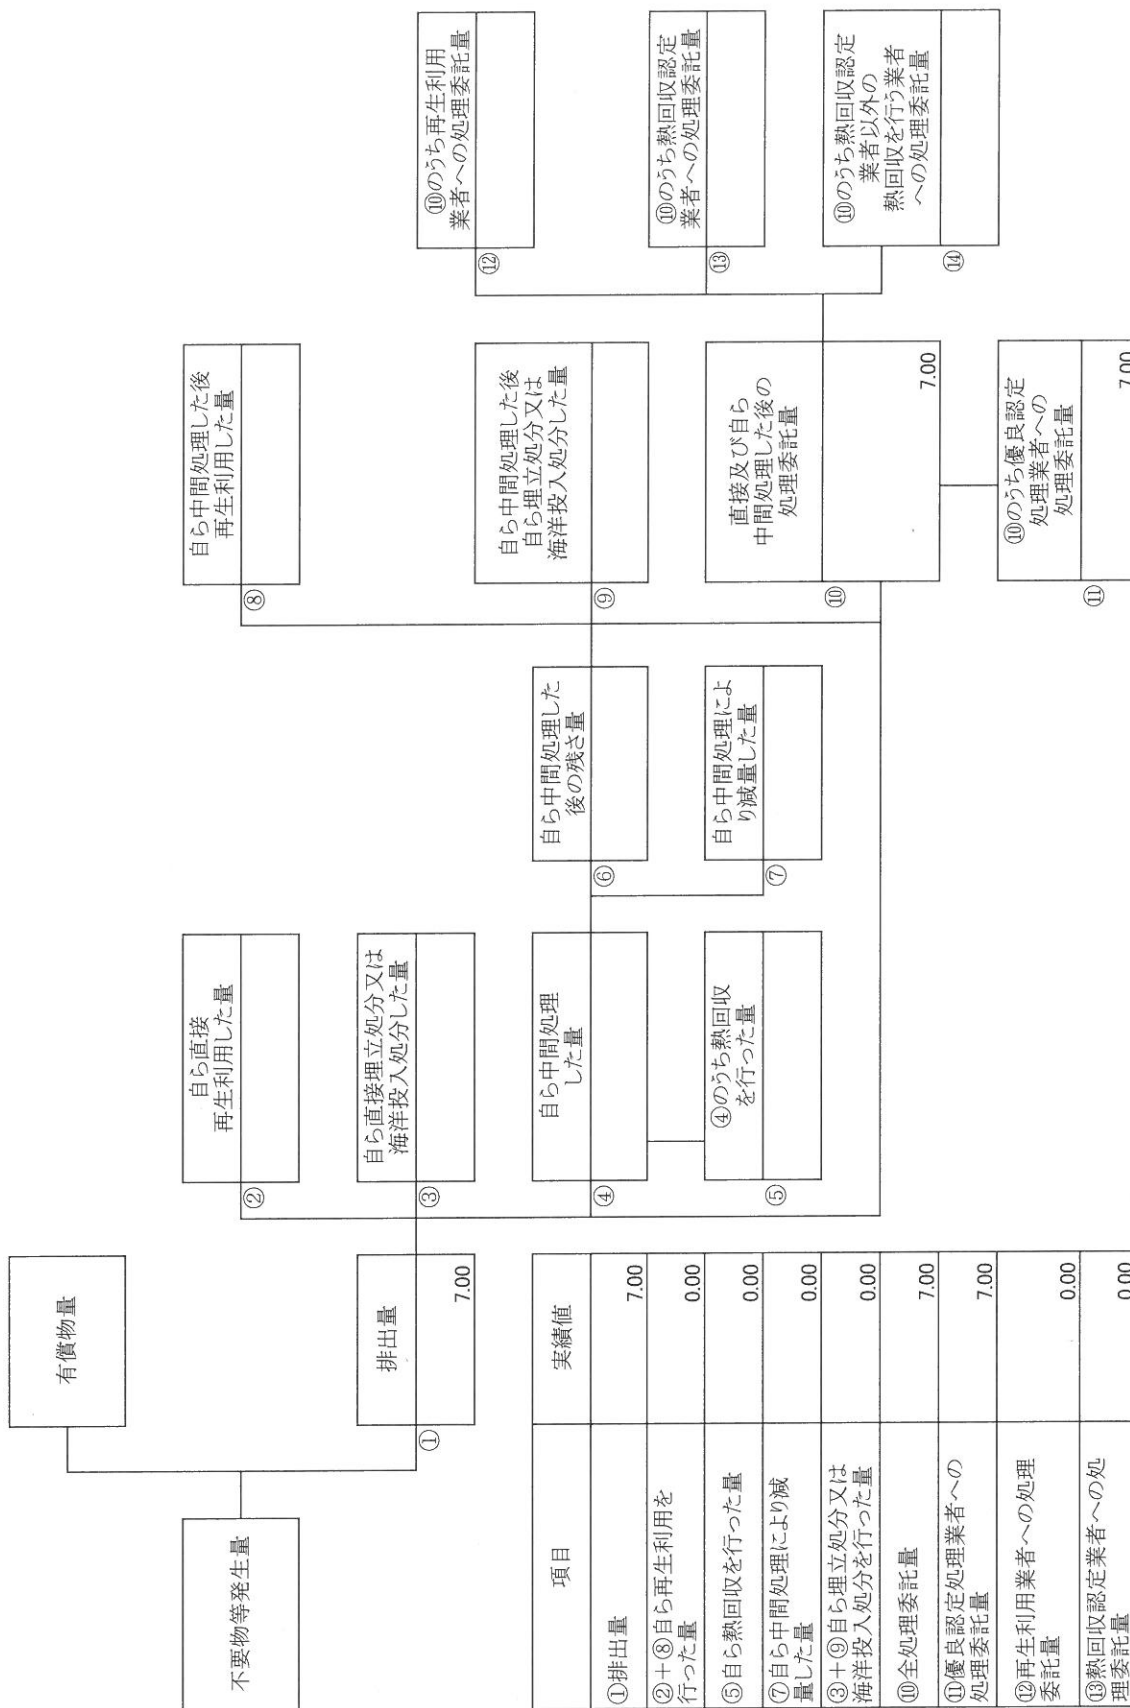 不要物等発生量
有償物量
排出量
①
7.00
自ら直接
再生利用した量
②
自ら直接埋立処分又は
海洋投入処分した量
③
自ら中間処理
した量
④
④のうち熱回収
を行った量
⑤
自ら中間処理した
後の残さ量
⑥
自ら中間処理によ
り減量した量
⑦
自ら中間処理した後
再生利用した量
⑧
自ら中間処理した後
自ら埋立処分又は
海洋投入処分した量
⑨
直接及び自ら
中間処理した後の
処理委託量
⑩
7.00
⑩のうち優良認定
処理業者への
処理委託量
⑪
7.00
⑩のうち再生利用
業者への処理委託量
⑫
⑩のうち熱回収認定
業者への処理委託量
⑬
⑩のうち熱回収認定
業者以外の
熱回収を行う業者
への処理委託量
⑭
項目 実績値
①排出量 7.00
②+⑧自ら再生利用を
行った量 0.00
⑤自ら熱回収を行った量 0.00
⑦自ら中間処理により減
量した量 0.00
③+⑨自ら埋立処分又は
海洋投入処分を行った量 0.00
⑩全処理委託量 7.00
⑪優良認定処理業者への
処理委託量 7.00
⑫再生利用業者への処理
委託量 0.00
⑬熱回収認定業者への処
理委託量 0.00